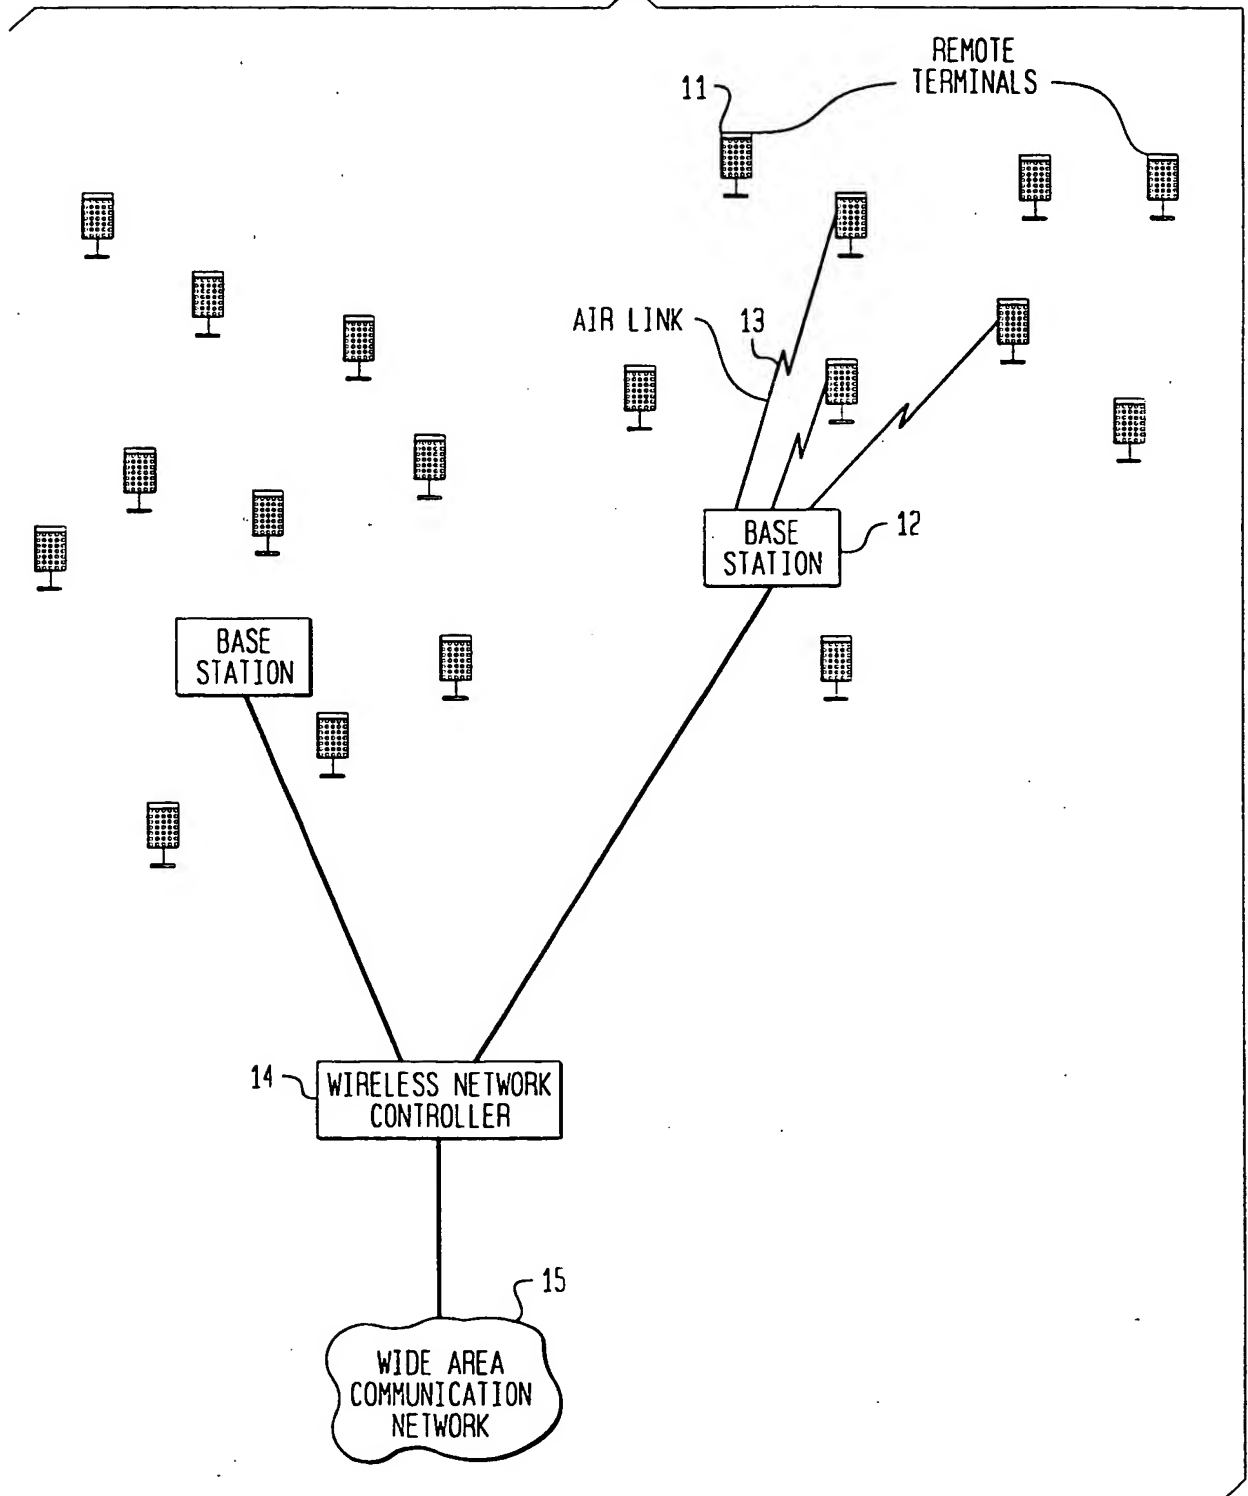 REMOTE
TERMINALS
11
AIR LINK
13
BASE
STATION
12
BASE
STATION
14
WIRELESS NETWORK
CONTROLLER
15
WIDE AREA
COMMUNICATION
NETWORK